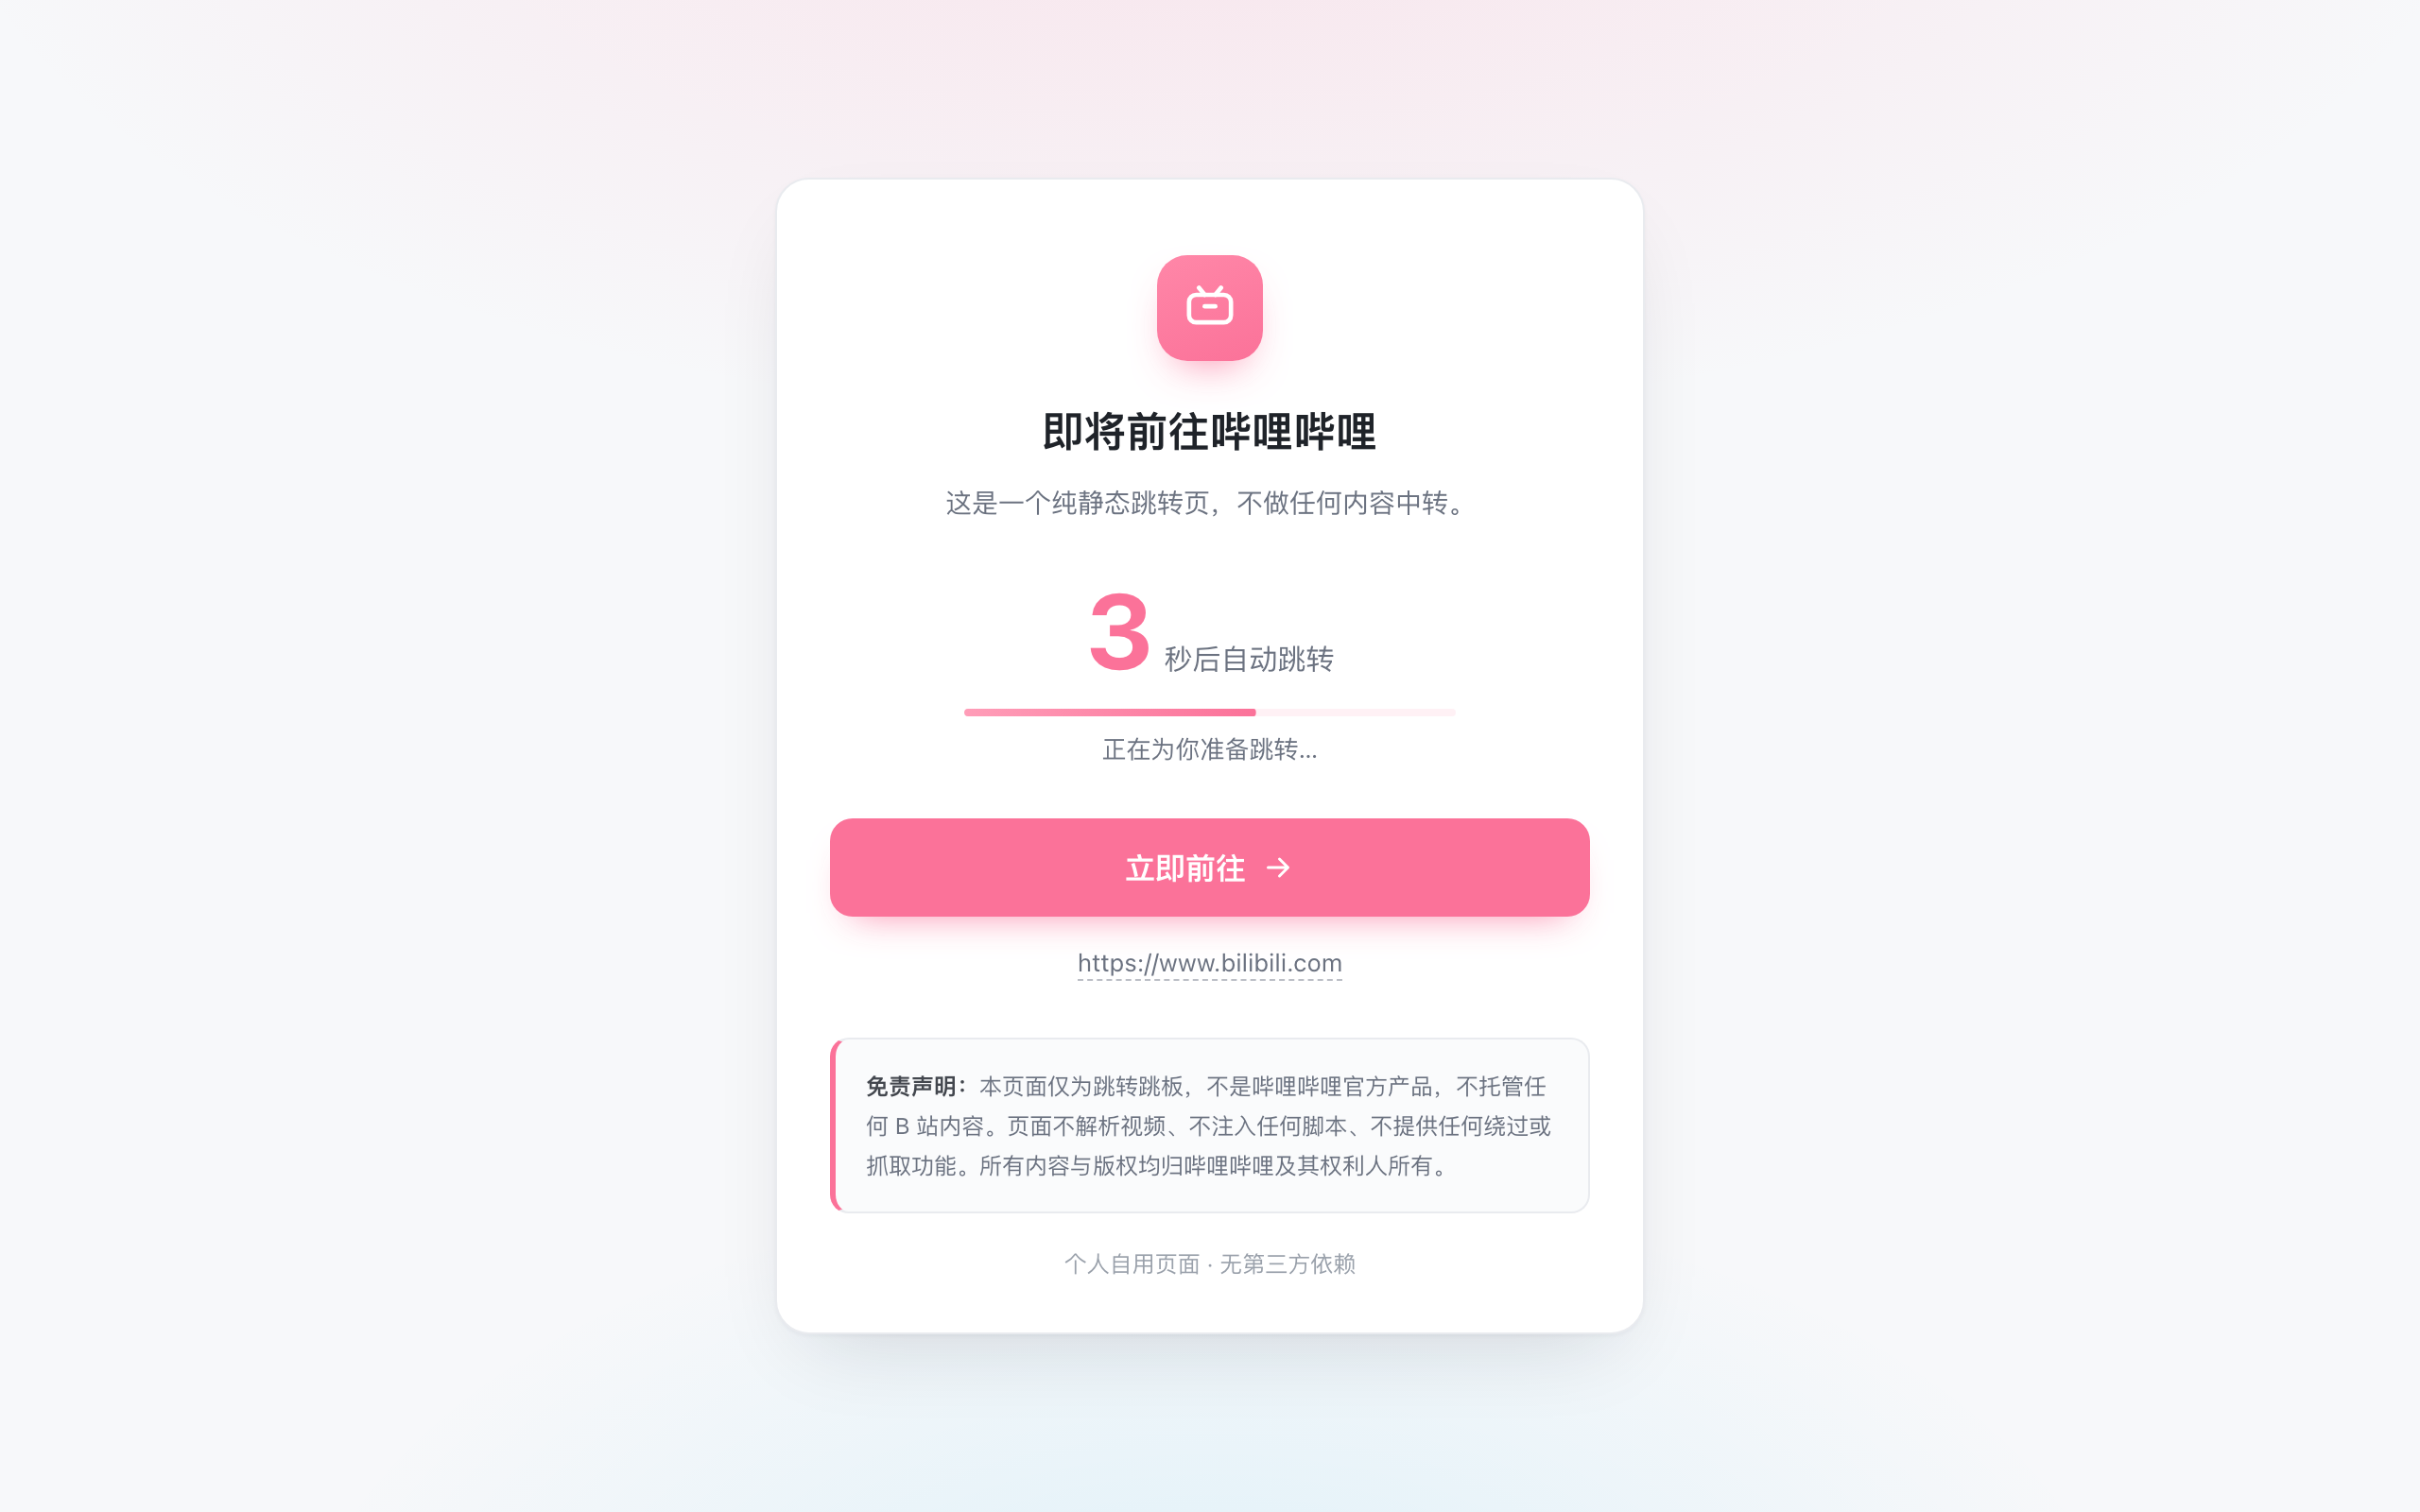 即将前往哔哩哔哩
这是一个纯静态跳转页，不做任何内容中转。
3 秒后自动跳转
正在为你准备跳转...
立即前往 →
https://www.bilibili.com
免责声明：本页面仅为跳转跳板，不是哔哩哔哩官方产品，不托管任
何 B 站内容。页面不解析视频、不注入任何脚本、不提供任何绕过或
抓取功能。所有内容与版权均归哔哩哔哩及其权利人所有。
个人自用页面 · 无第三方依赖